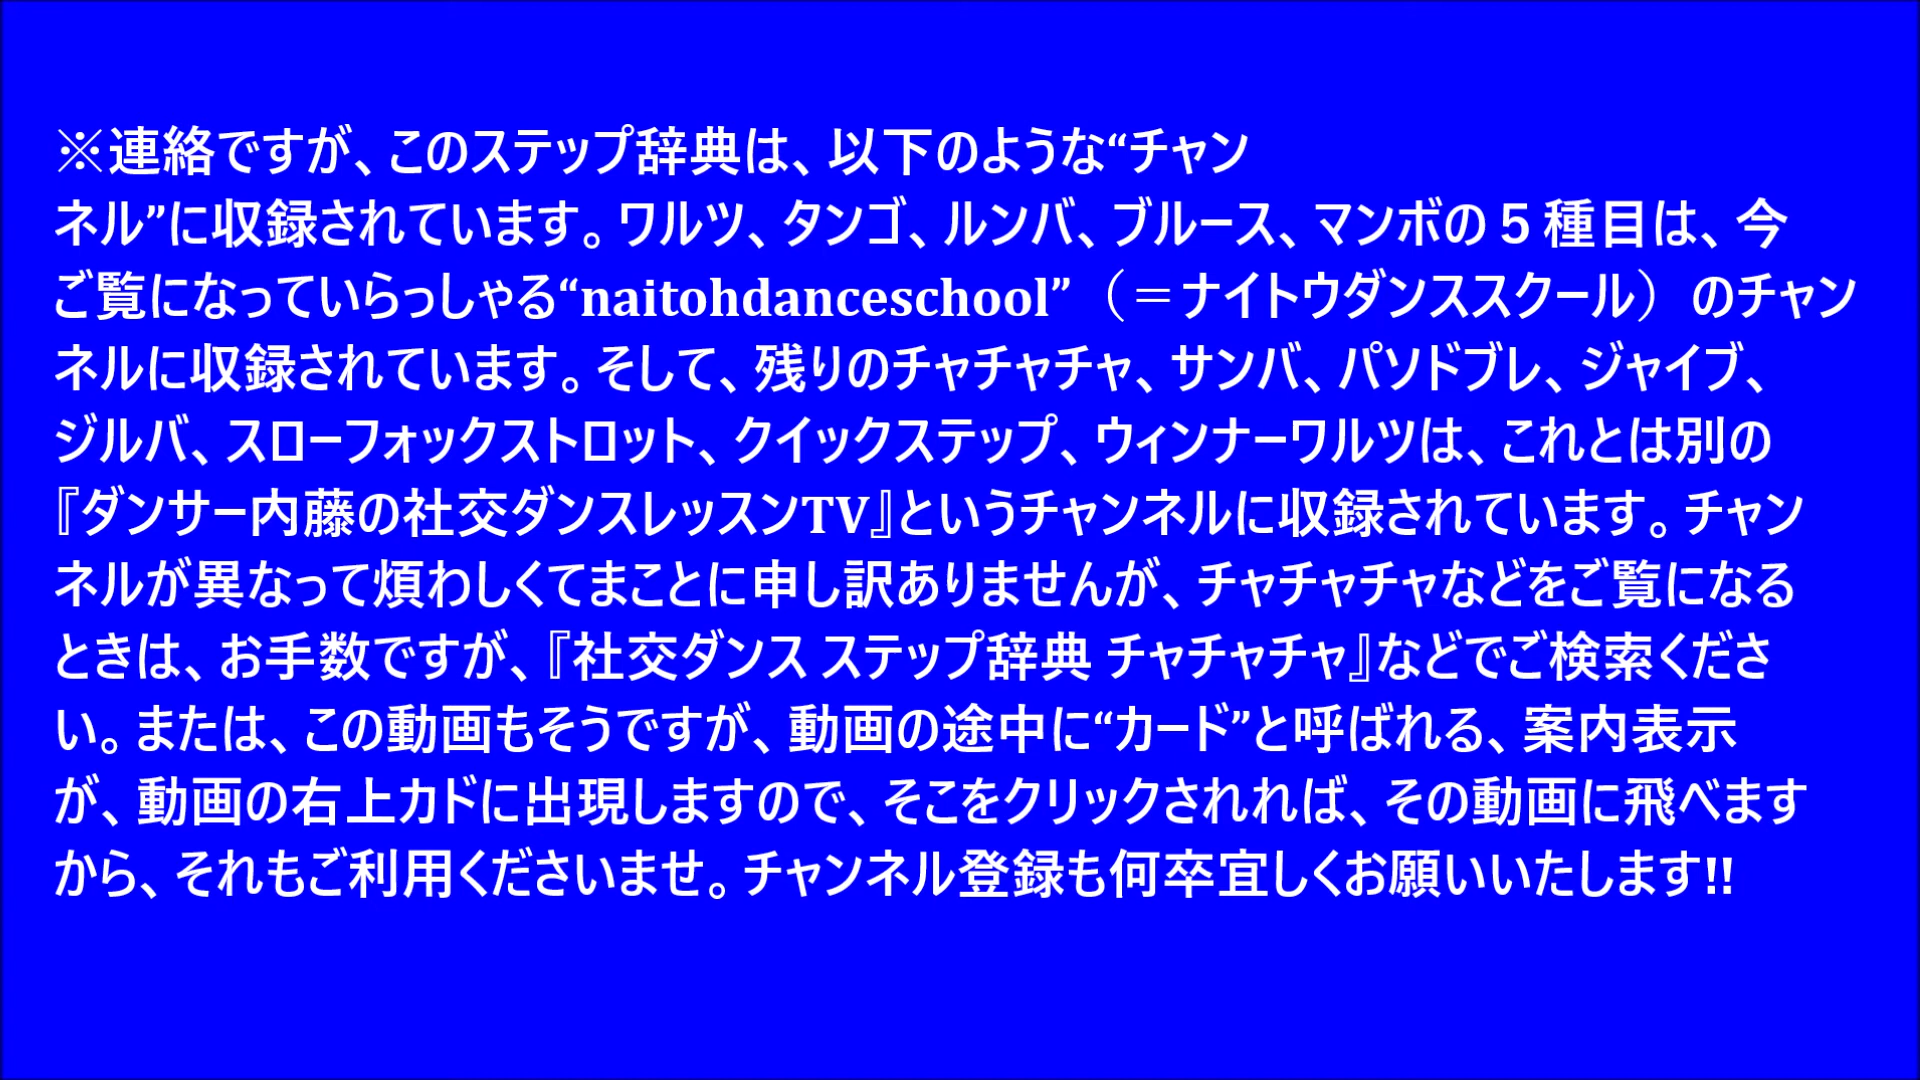 ※連絡ですが、このステップ辞典は、以下のような“チャン
ネル”に収録されています。ワルツ、タンゴ、ルンバ、ブルース、マンボの５種目は、今
ご覧になっていらっしゃる“naitohdanceschool”（＝ナイトウダンススクール）のチャン
ネルに収録されています。そして、残りのチャチャチャ、サンバ、パソドブレ、ジャイブ、
ジルバ、スローフォックストロット、クイックステップ、ウィンナーワルツは、これとは別の
『ダンサー内藤の社交ダンスレッスンTV』というチャンネルに収録されています。チャン
ネルが異なって煩わしくてまことに申し訳ありませんが、チャチャチャなどをご覧になる
ときは、お手数ですが、『社交ダンス ステップ辞典 チャチャチャ』などでご検索くださ
い。または、この動画もそうですが、動画の途中に“カード”と呼ばれる、案内表示
が、動画の右上カドに出現しますので、そこをクリックされれば、その動画に飛べます
から、それもご利用くださいませ。チャンネル登録も何卒宜しくお願いいたします!!